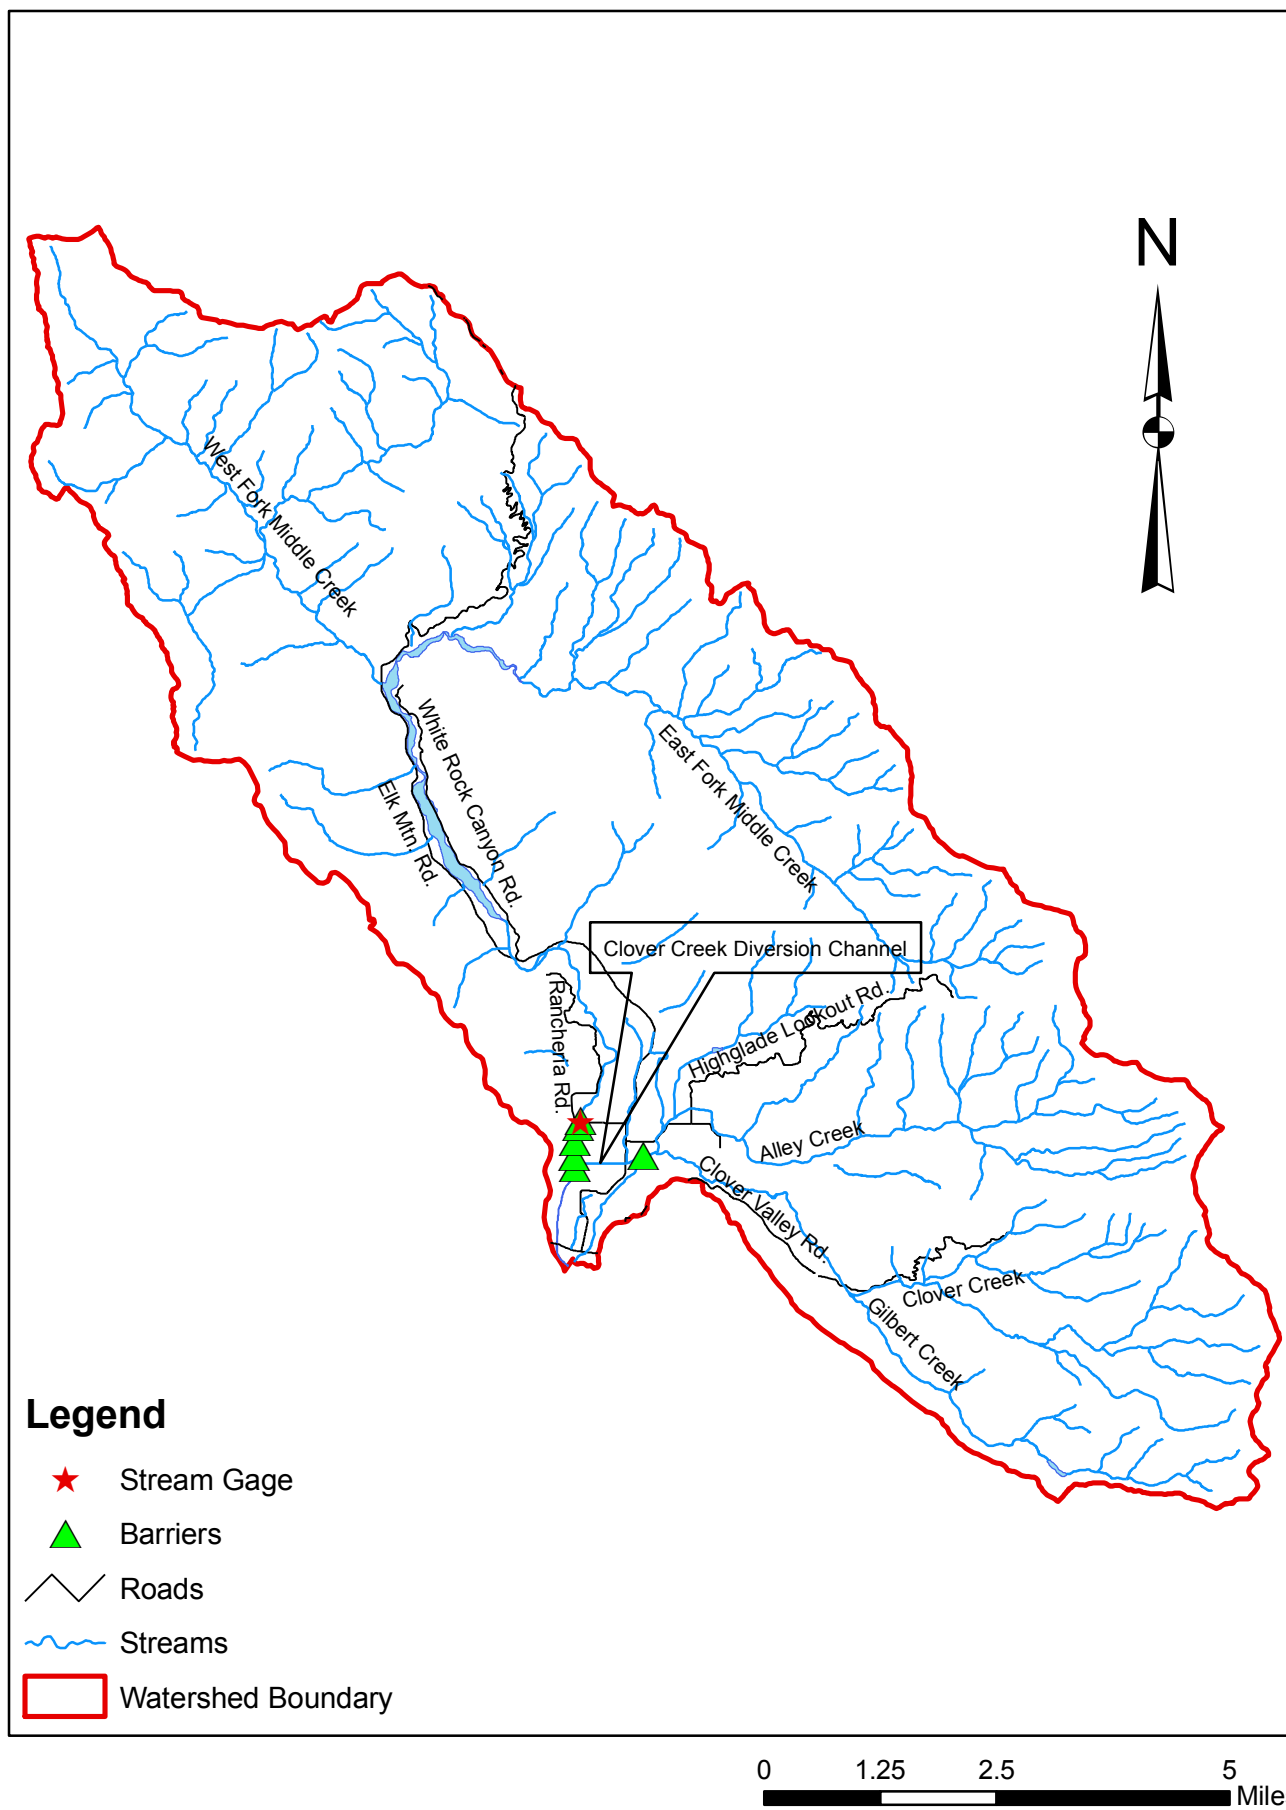 N
West Fork Middle Creek
White Rock Canyon Rd.
Elk Mtn. Rd.
East Fork Middle Creek
Clover Creek Diversion Channel
Rancheria Rd.
Highglade Lookout Rd.
Alley Creek
Clover Valley Rd.
Clover Creek
Gilbert Creek
Legend
Stream Gage
Barriers
Roads
Streams
Watershed Boundary
0 1.25 2.5 5
Mile